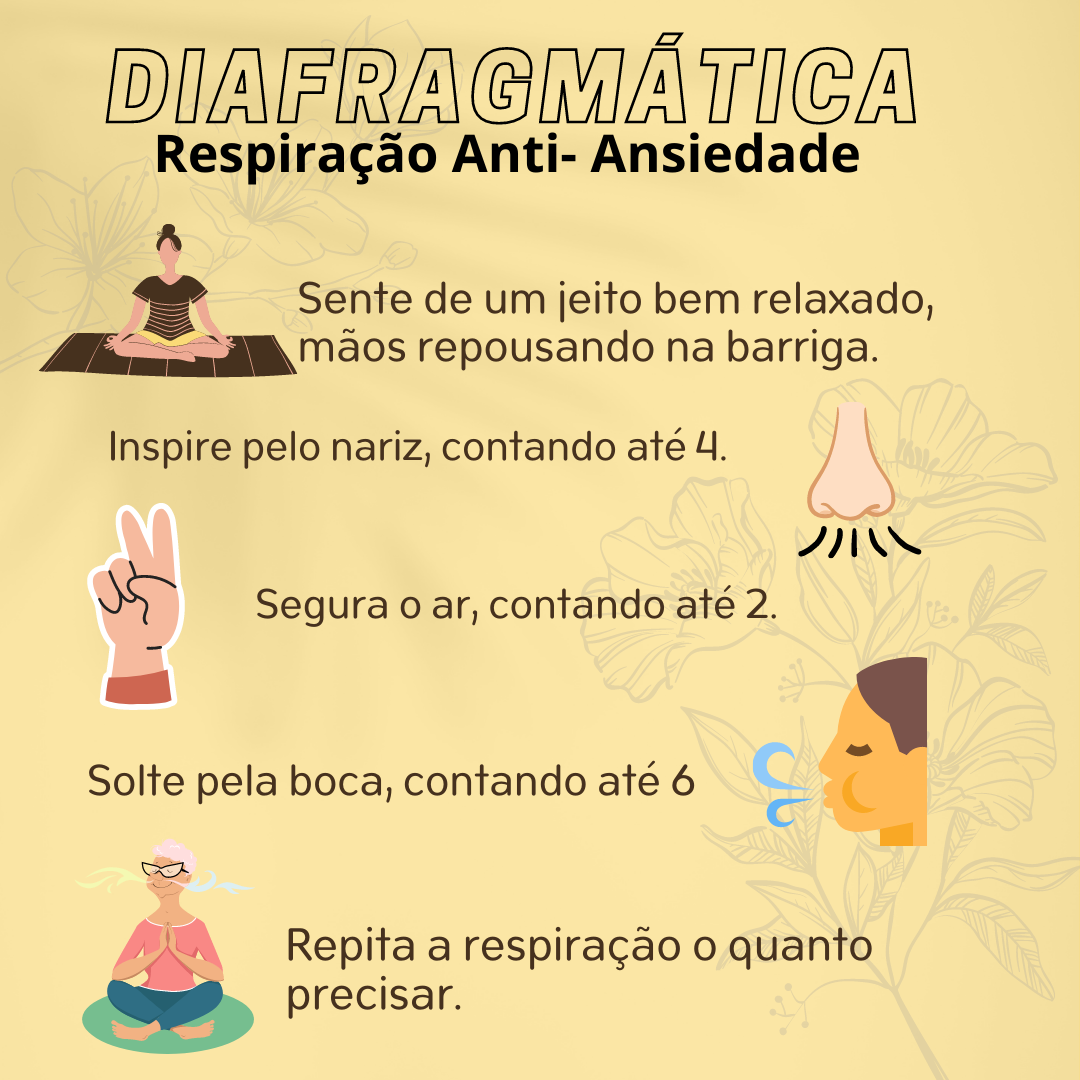 DIAFRAGMÁTICA
Respiração Anti- Ansiedade
Sente de um jeito bem relaxado,
mãos repousando na barriga.
Inspire pelo nariz, contando até 4.
Segura o ar, contando até 2.
Solte pela boca, contando até 6
Repita a respiração o quanto
precisar.